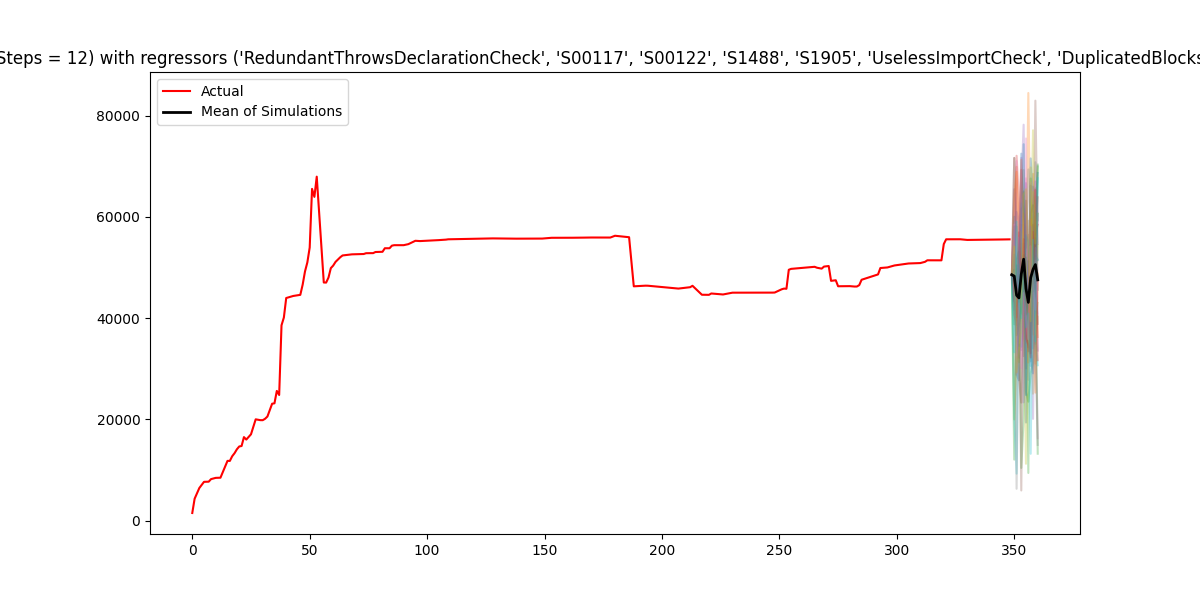 Steps = 12) with regressors ('RedundantThrowsDeclarationCheck', 'S00117', 'S00122', 'S1488', 'S1905', 'UselessImportCheck', 'DuplicatedBlocks
Actual
Mean of Simulations
80000
60000
40000
20000
0
0 50 100 150 200 250 300 350